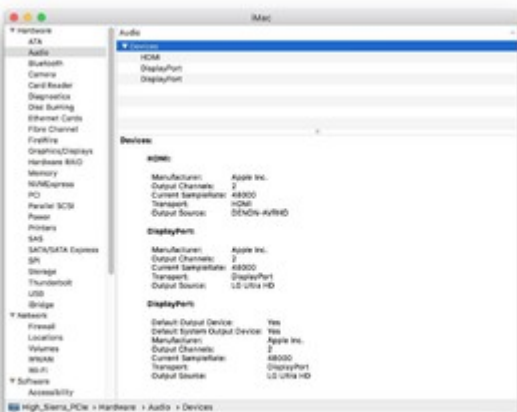 iMac
▼ Hardware
ATA
Audio
Bluetooth
Camera
Card Reader
Diagnostics
Disc Burning
Ethernet Cards
Fibre Channel
FireWire
Graphics/Displays
Hardware RAID
Memory
NVMExpress
PCI
Parallel SCSI
Power
Printers
SAS
SATA/SATA Express
SPI
Storage
Thunderbolt
USB
iBridge
▼ Network
Firewall
Locations
Volumes
WWAN
Wi-Fi
▼ Software
Accessibility
Audio
▼ Devices
HDMI
DisplayPort
DisplayPort
Devices:
HDMI:
Manufacturer: Apple Inc.
Output Channels: 2
Current SampleRate: 48000
Transport: HDMI
Output Source: DENON-AVRHD
DisplayPort:
Manufacturer: Apple Inc.
Output Channels: 2
Current SampleRate: 48000
Transport: DisplayPort
Output Source: LG Ultra HD
DisplayPort:
Default Output Device: Yes
Default System Output Device: Yes
Manufacturer: Apple Inc.
Output Channels: 2
Current SampleRate: 48000
Transport: DisplayPort
Output Source: LG Ultra HD
High_Sierra_PCIe › Hardware › Audio › Devices